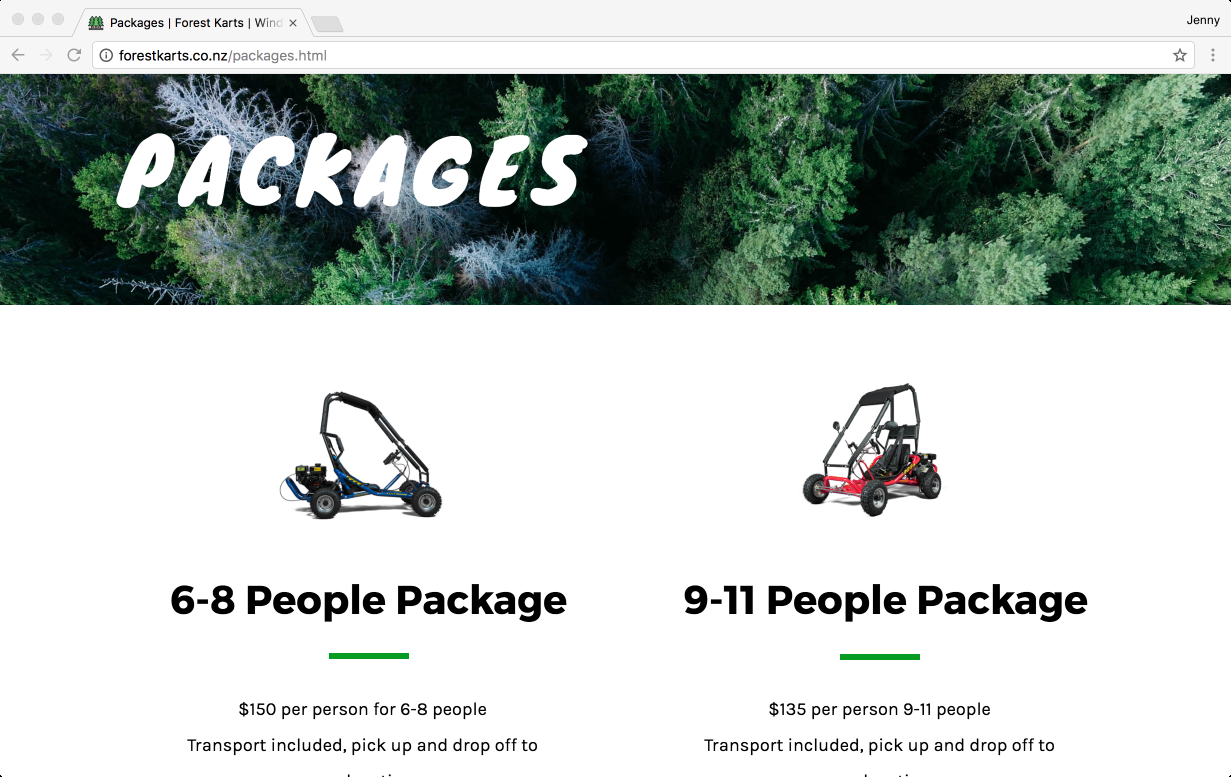 Packages | Forest Karts | Wind
Jenny
forestkarts.co.nz/packages.html
PACKAGES
6-8 People Package
9-11 People Package
$150 per person for 6-8 people
$135 per person 9-11 people
Transport included, pick up and drop off to
Transport included, pick up and drop off to